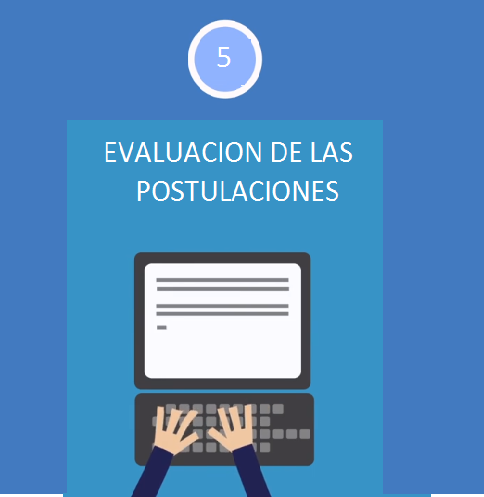 5
EVALUACION DE LAS
POSTULACIONES